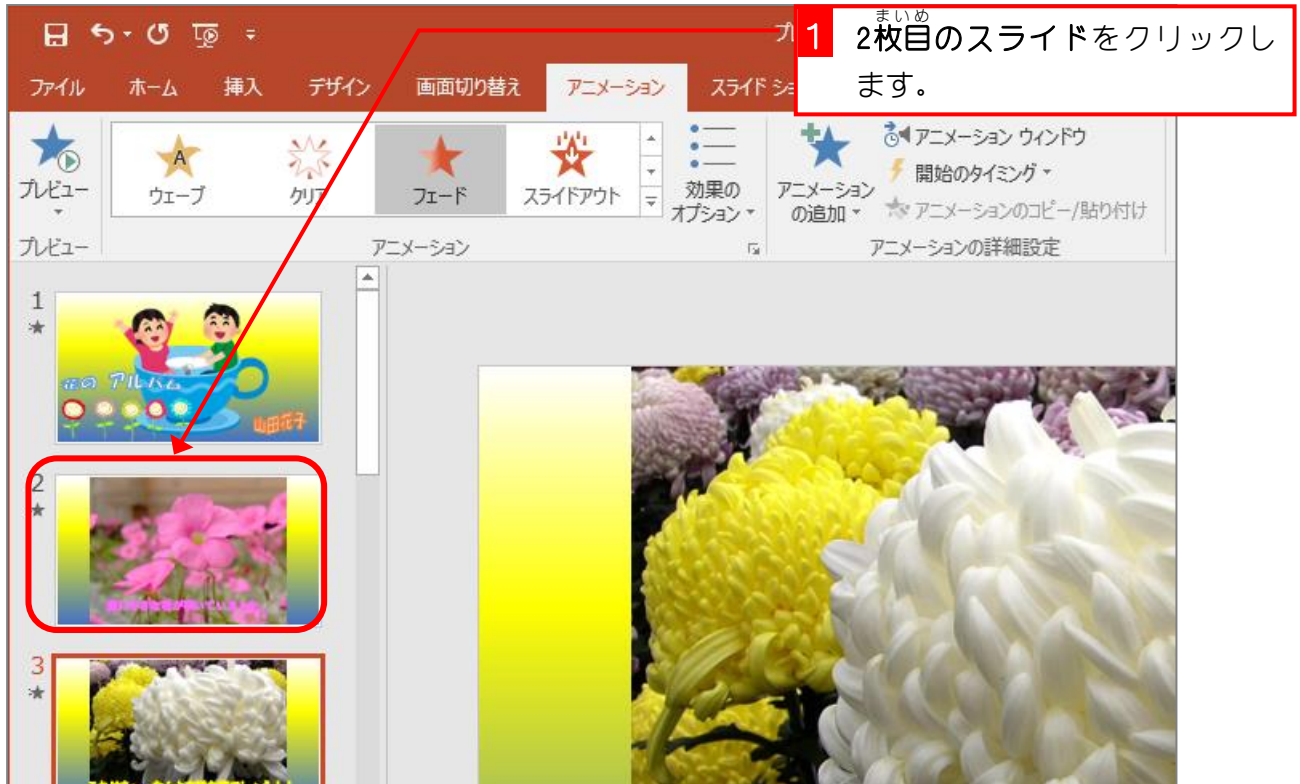 プ
1 2枚目のスライドをクリックし
まいめ
ます。
ファイル ホーム 挿入 デザイン 画面切り替え アニメーション スライド ショ
A
プレビュー ウェーブ クリア フェード スライドアウト 効果の
オプション アニメーション
の追加 アニメーション ウィンドウ
開始のタイミング
アニメーションのコピー/貼り付け
プレビュー アニメーション アニメーションの詳細設定
1
花の アルバム
山田花子
2
3